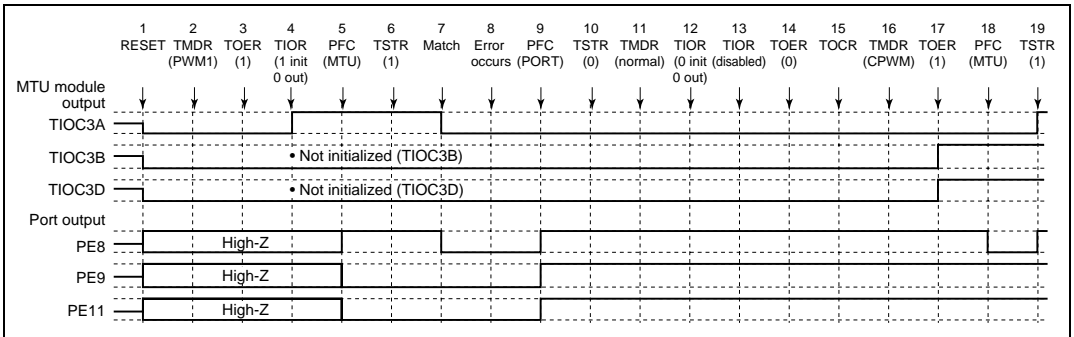 1 2 3 4 5 6 7 8 9 10 11 12 13 14 15 16 17 18 19
RESET TMDR TOER TIOR PFC TSTR Match Error PFC TSTR TMDR TIOR TIOR TOER TOCR TMDR TOER PFC TSTR
(PWM1) (1) (1 init (MTU) (1) occurs (PORT) (0) (normal) (0 init (disabled) (0) (CPWM) (1) (MTU) (1)
0 out) 0 out)
MTU module
output
TIOC3A
TIOC3B • Not initialized (TIOC3B)
TIOC3D • Not initialized (TIOC3D)
Port output
PE8 High-Z
PE9 High-Z
PE11 High-Z